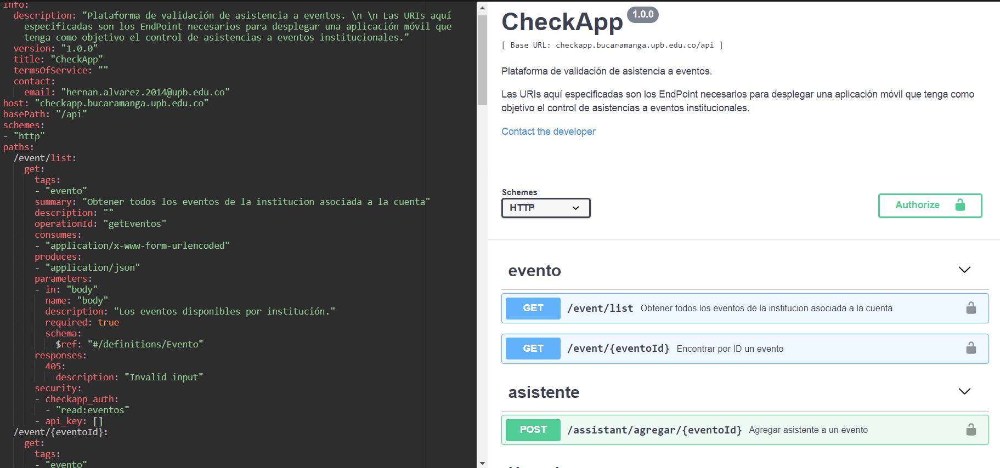 info:
description: "Plataforma de validación de asistencia a eventos. \n \n Las URIs aquí
especificadas son los EndPoint necesarios para desplegar una aplicación móvil que
tenga como objetivo el control de asistencias a eventos institucionales."
version: "1.0.0"
title: "CheckApp"
termsOfService: ""
contact:
email: "hernan.alvarez.2014@upb.edu.co"
host: "checkapp.bucaramanga.upb.edu.co"
basePath: "/api"
schemes:
- "http"
paths:
/event/list:
get:
tags:
- "evento"
summary: "Obtener todos los eventos de la institucion asociada a la cuenta"
description: ""
operationId: "getEventos"
consumes:
- "application/x-www-form-urlencoded"
produces:
- "application/json"
parameters:
- in: "body"
name: "body"
description: "Los eventos disponibles por institución."
required: true
schema:
$ref: "#/definitions/Evento"
responses:
405:
description: "Invalid input"
security:
- checkapp_auth:
- "read:eventos"
- api_key: []
/event/{eventoId}:
get:
tags:
- "evento"
CheckApp 1.0.0
[ Base URL: checkapp.bucaramanga.upb.edu.co/api ]
Plataforma de validación de asistencia a eventos.
Las URIs aquí especificadas son los EndPoint necesarios para desplegar una aplicación móvil que tenga como
objetivo el control de asistencias a eventos institucionales.
Contact the developer
Schemes
HTTP
Authorize
evento
GET /event/list Obtener todos los eventos de la institucion asociada a la cuenta
GET /event/{eventoId} Encontrar por ID un evento
asistente
POST /assistant/agregar/{eventoId} Agregar asistente a un evento